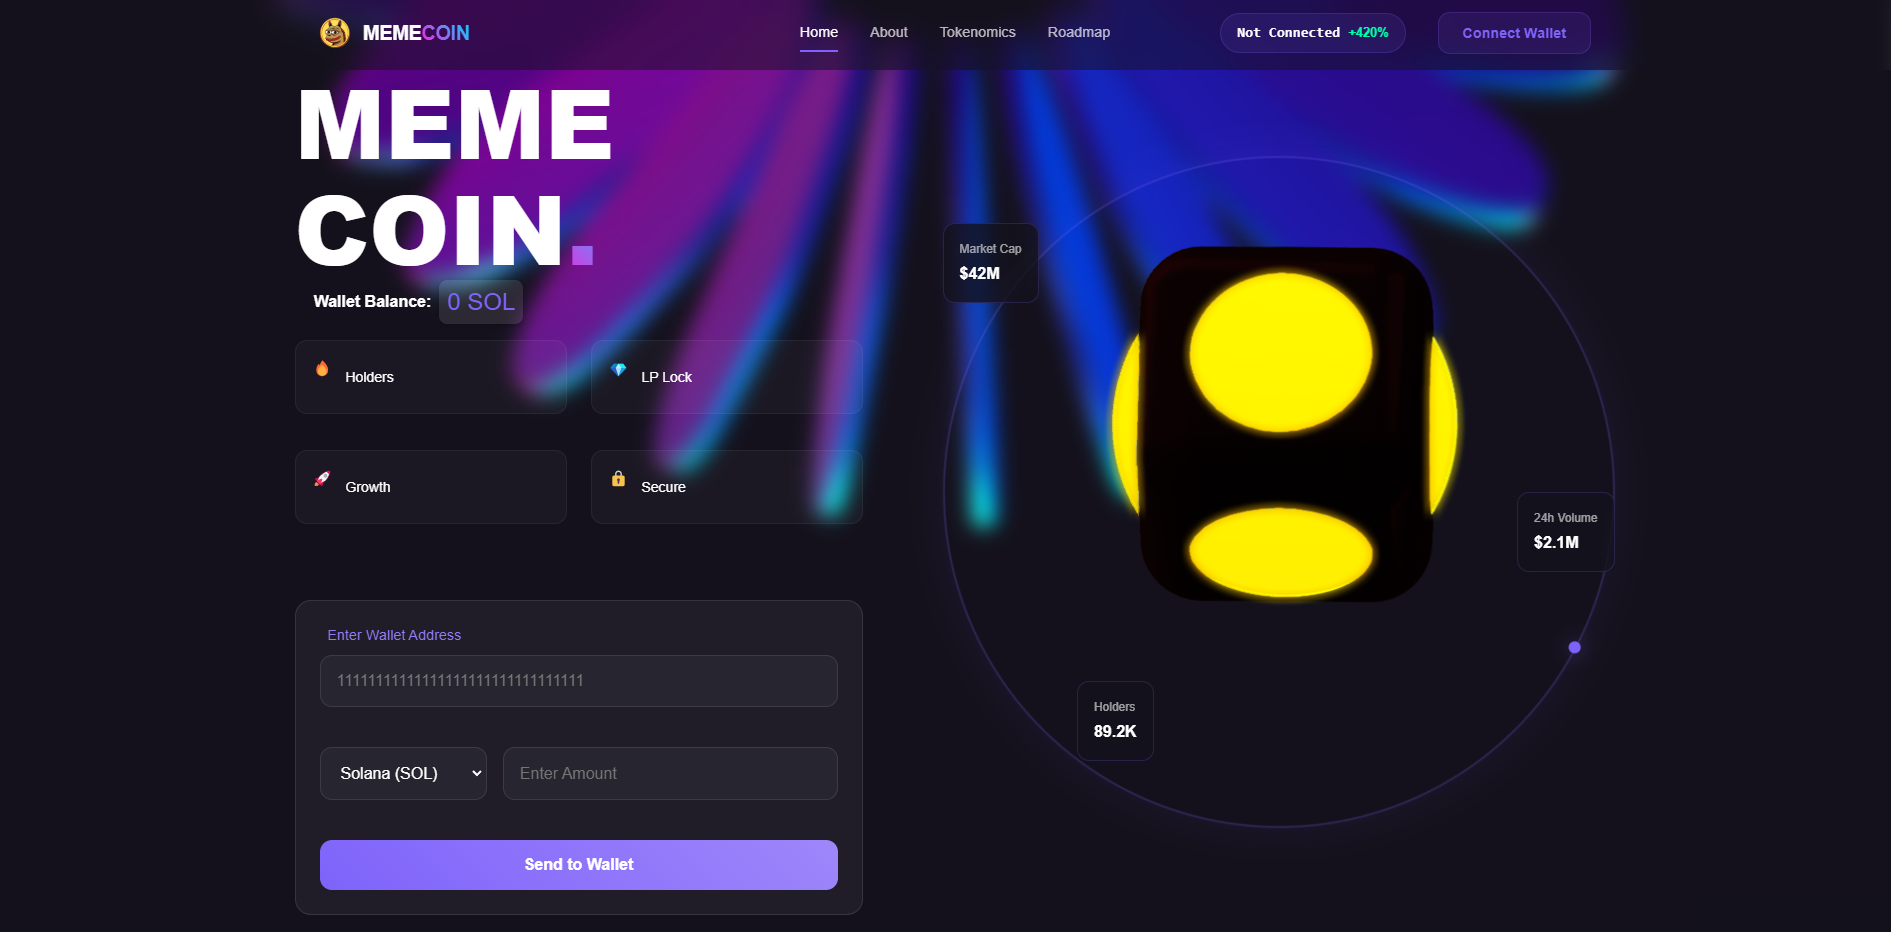 MEMECOIN
Home
About
Tokenomics
Roadmap
Not Connected +420%
Connect Wallet
MEME
COIN.
Wallet Balance: 0 SOL
Holders
LP Lock
Growth
Secure
Enter Wallet Address
11111111111111111111111111111111
Solana (SOL)
Enter Amount
Send to Wallet
Market Cap
$42M
24h Volume
$2.1M
Holders
89.2K